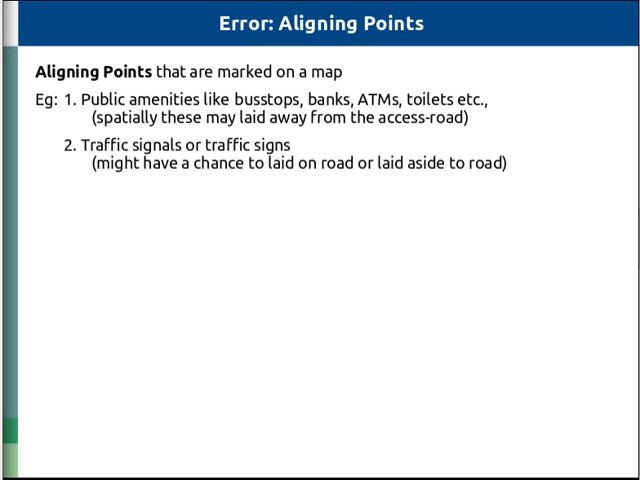 Error: Aligning Points
Aligning Points that are marked on a map
Eg: 1. Public amenities like busstops, banks, ATMs, toilets etc.,
(spatially these may laid away from the access-road)
2. Traffic signals or traffic signs
(might have a chance to laid on road or laid aside to road)